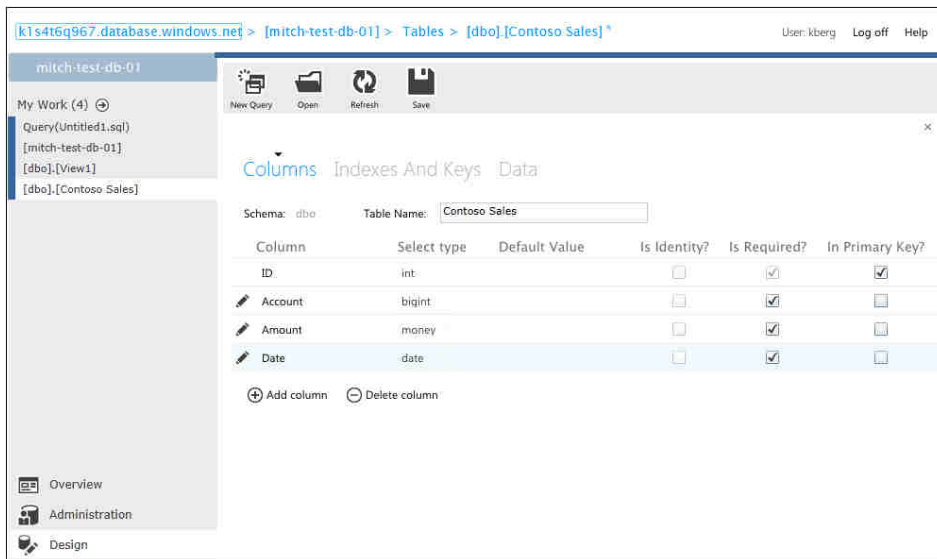 k1s4t6q967.database.windows.net > [mitch-test-db-01] > Tables > [dbo].[Contoso Sales] * User: kberg Log off Help
mitch-test-db-01
My Work (4)
Query(Untitled1.sql)
[mitch-test-db-01]
[dbo].[View1]
[dbo].[Contoso Sales]
New Query Open Refresh Save
Columns Indexes And Keys Data
Schema: dbo Table Name: Contoso Sales
Column Select type Default Value Is Identity? Is Required? In Primary Key?
ID int
Account bigint
Amount money
Date date
Add column Delete column
Overview
Administration
Design